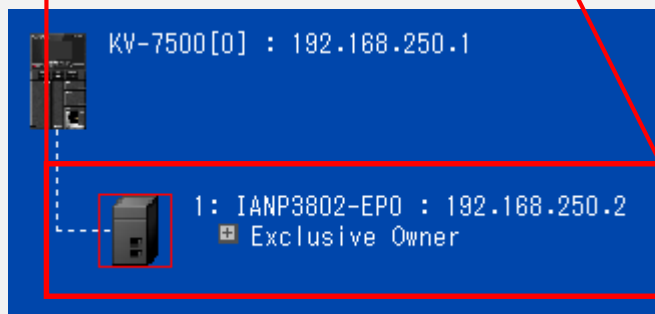 KV-7500[0] : 192.168.250.1
1: IANP3802-EP0 : 192.168.250.2
Exclusive Owner